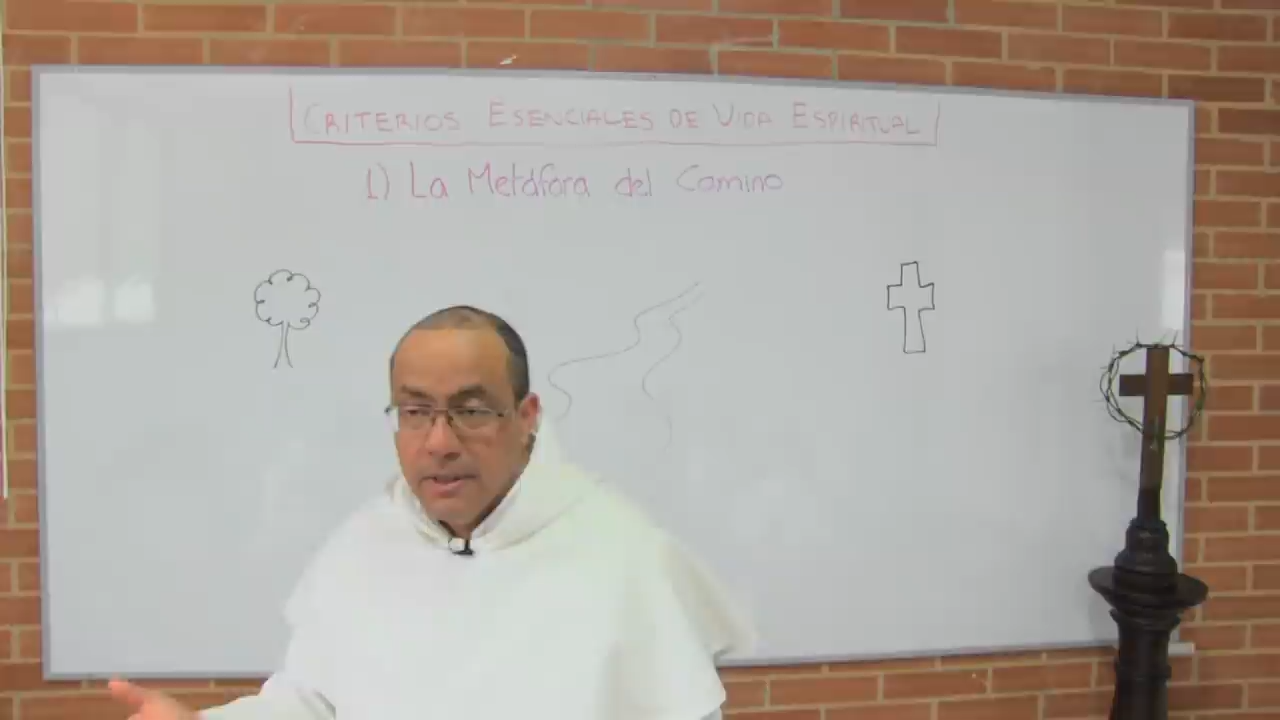 CRITERIOS ESENCIALES DE VIDA ESPIRITUAL
1) La Metáfora del Camino